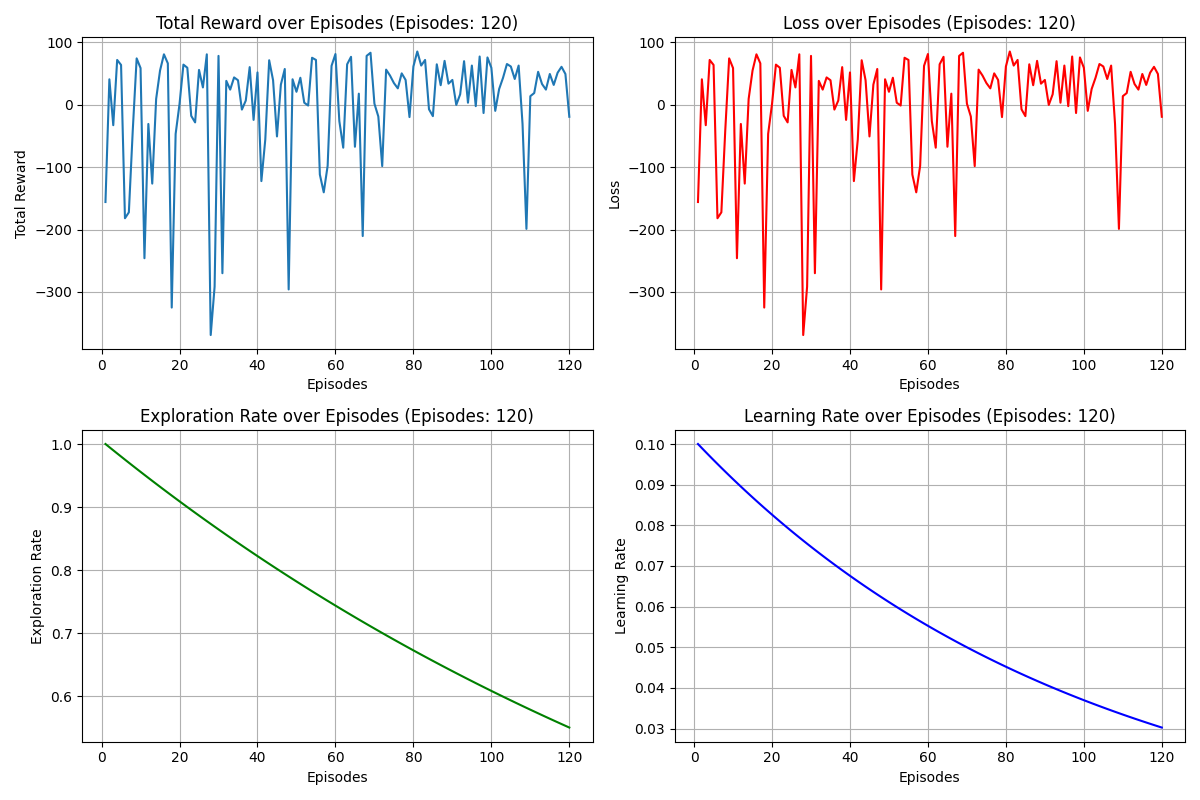 Total Reward over Episodes (Episodes: 120)
Total Reward
100
0
−100
−200
−300
0 20 40 60 80 100 120
Episodes
Loss over Episodes (Episodes: 120)
Loss
100
0
−100
−200
−300
0 20 40 60 80 100 120
Episodes
Exploration Rate over Episodes (Episodes: 120)
Exploration Rate
1.0
0.9
0.8
0.7
0.6
0 20 40 60 80 100 120
Episodes
Learning Rate over Episodes (Episodes: 120)
Learning Rate
0.10
0.09
0.08
0.07
0.06
0.05
0.04
0.03
0 20 40 60 80 100 120
Episodes